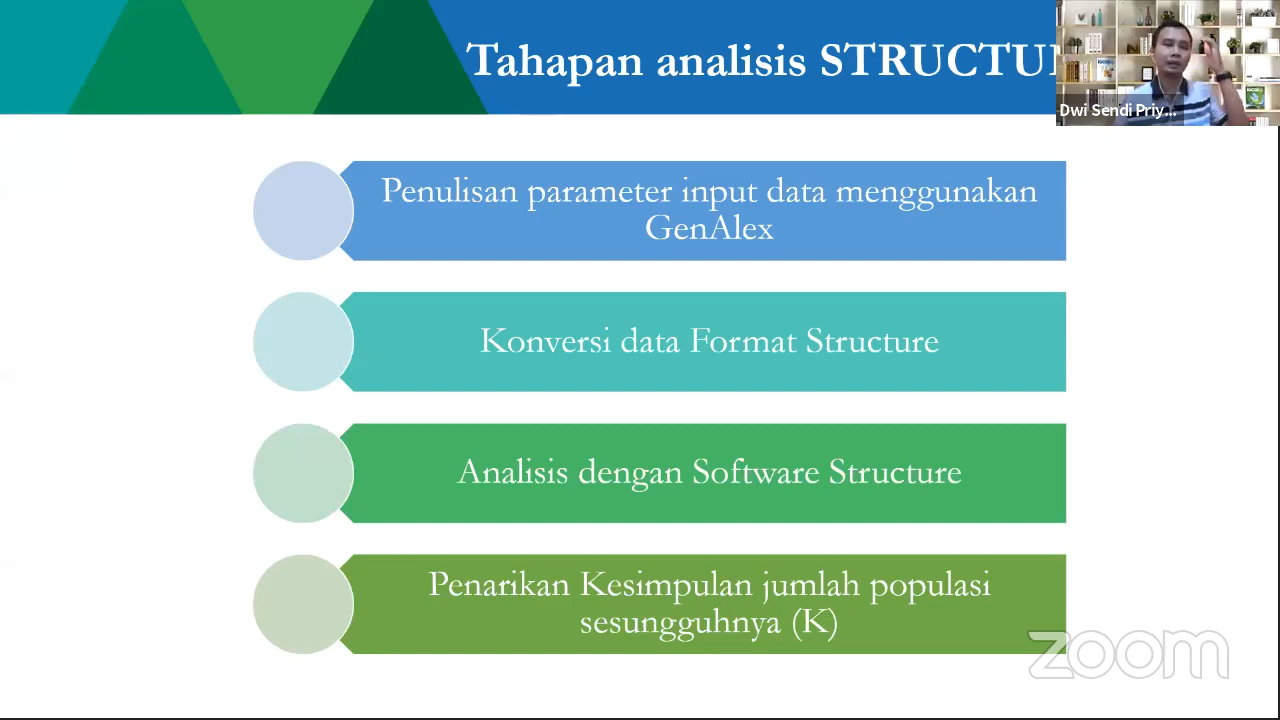 Tahapan analisis STRUCTU
Dwi Sendi Priy...
Penulisan parameter input data menggunakan
GenAlex
Konversi data Format Structure
Analisis dengan Software Structure
Penarikan Kesimpulan jumlah populasi
sesungguhnya (K)
zoom